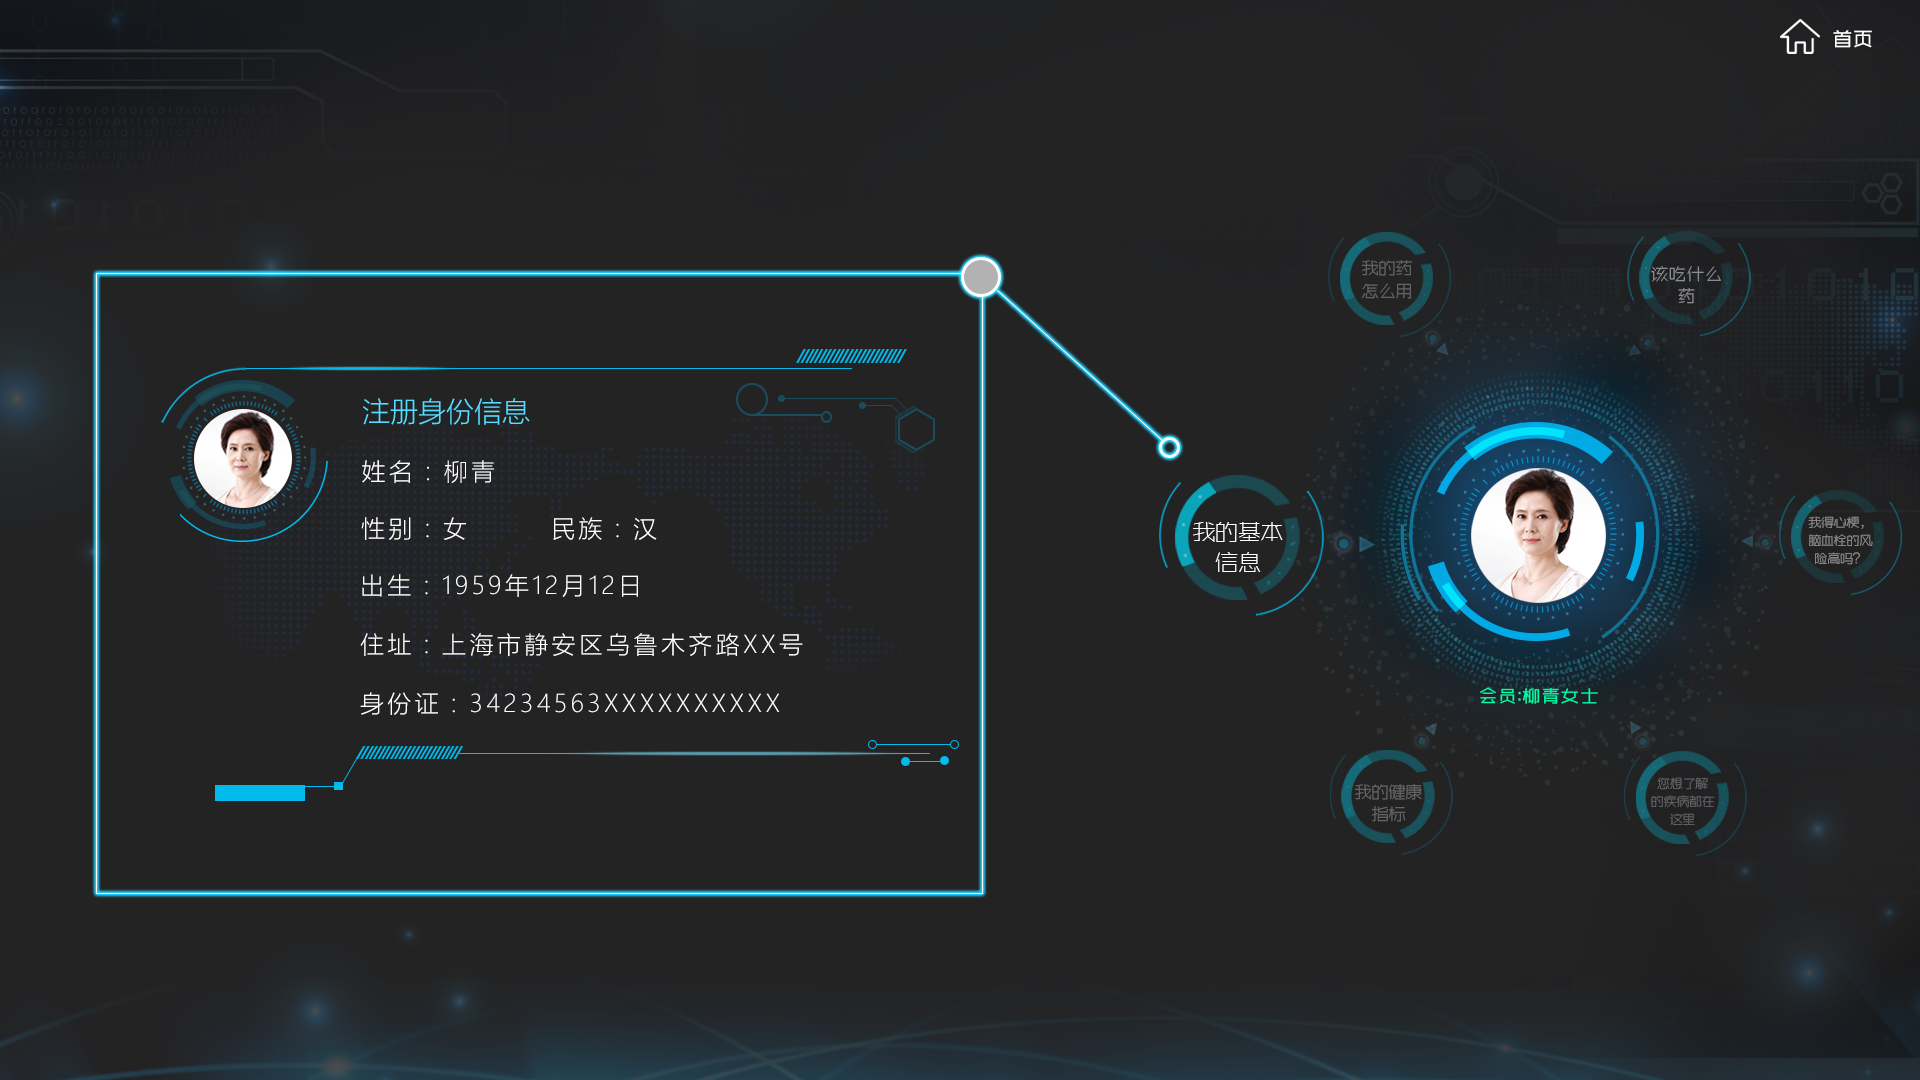 首页
注册身份信息
姓名：柳青
性别：女 民族：汉
出生：1959年12月12日
住址：上海市静安区乌鲁木齐路XX号
身份证：34234563XXXXXXXXXX
我的药
怎么用
该吃什么
药
我的基本
信息
我得心梗，
脑血栓的风
险高吗?
会员:柳青女士
我的健康
指标
您想了解
的疾病都在
这里